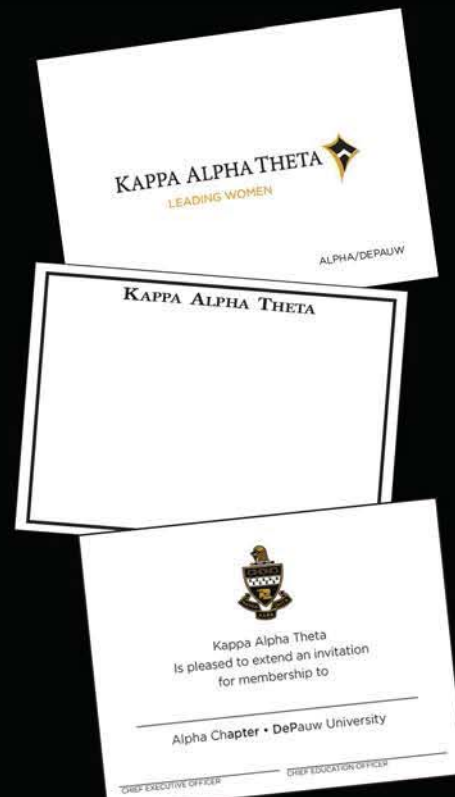 KAPPA ALPHA THETA
LEADING WOMEN
ALPHA/DEPAUW
KAPPA ALPHA THETA
Kappa Alpha Theta
Is pleased to extend an invitation
for membership to
Alpha Chapter • DePauw University
CHIEF EXECUTIVE OFFICER
CHIEF EDUCATION OFFICER